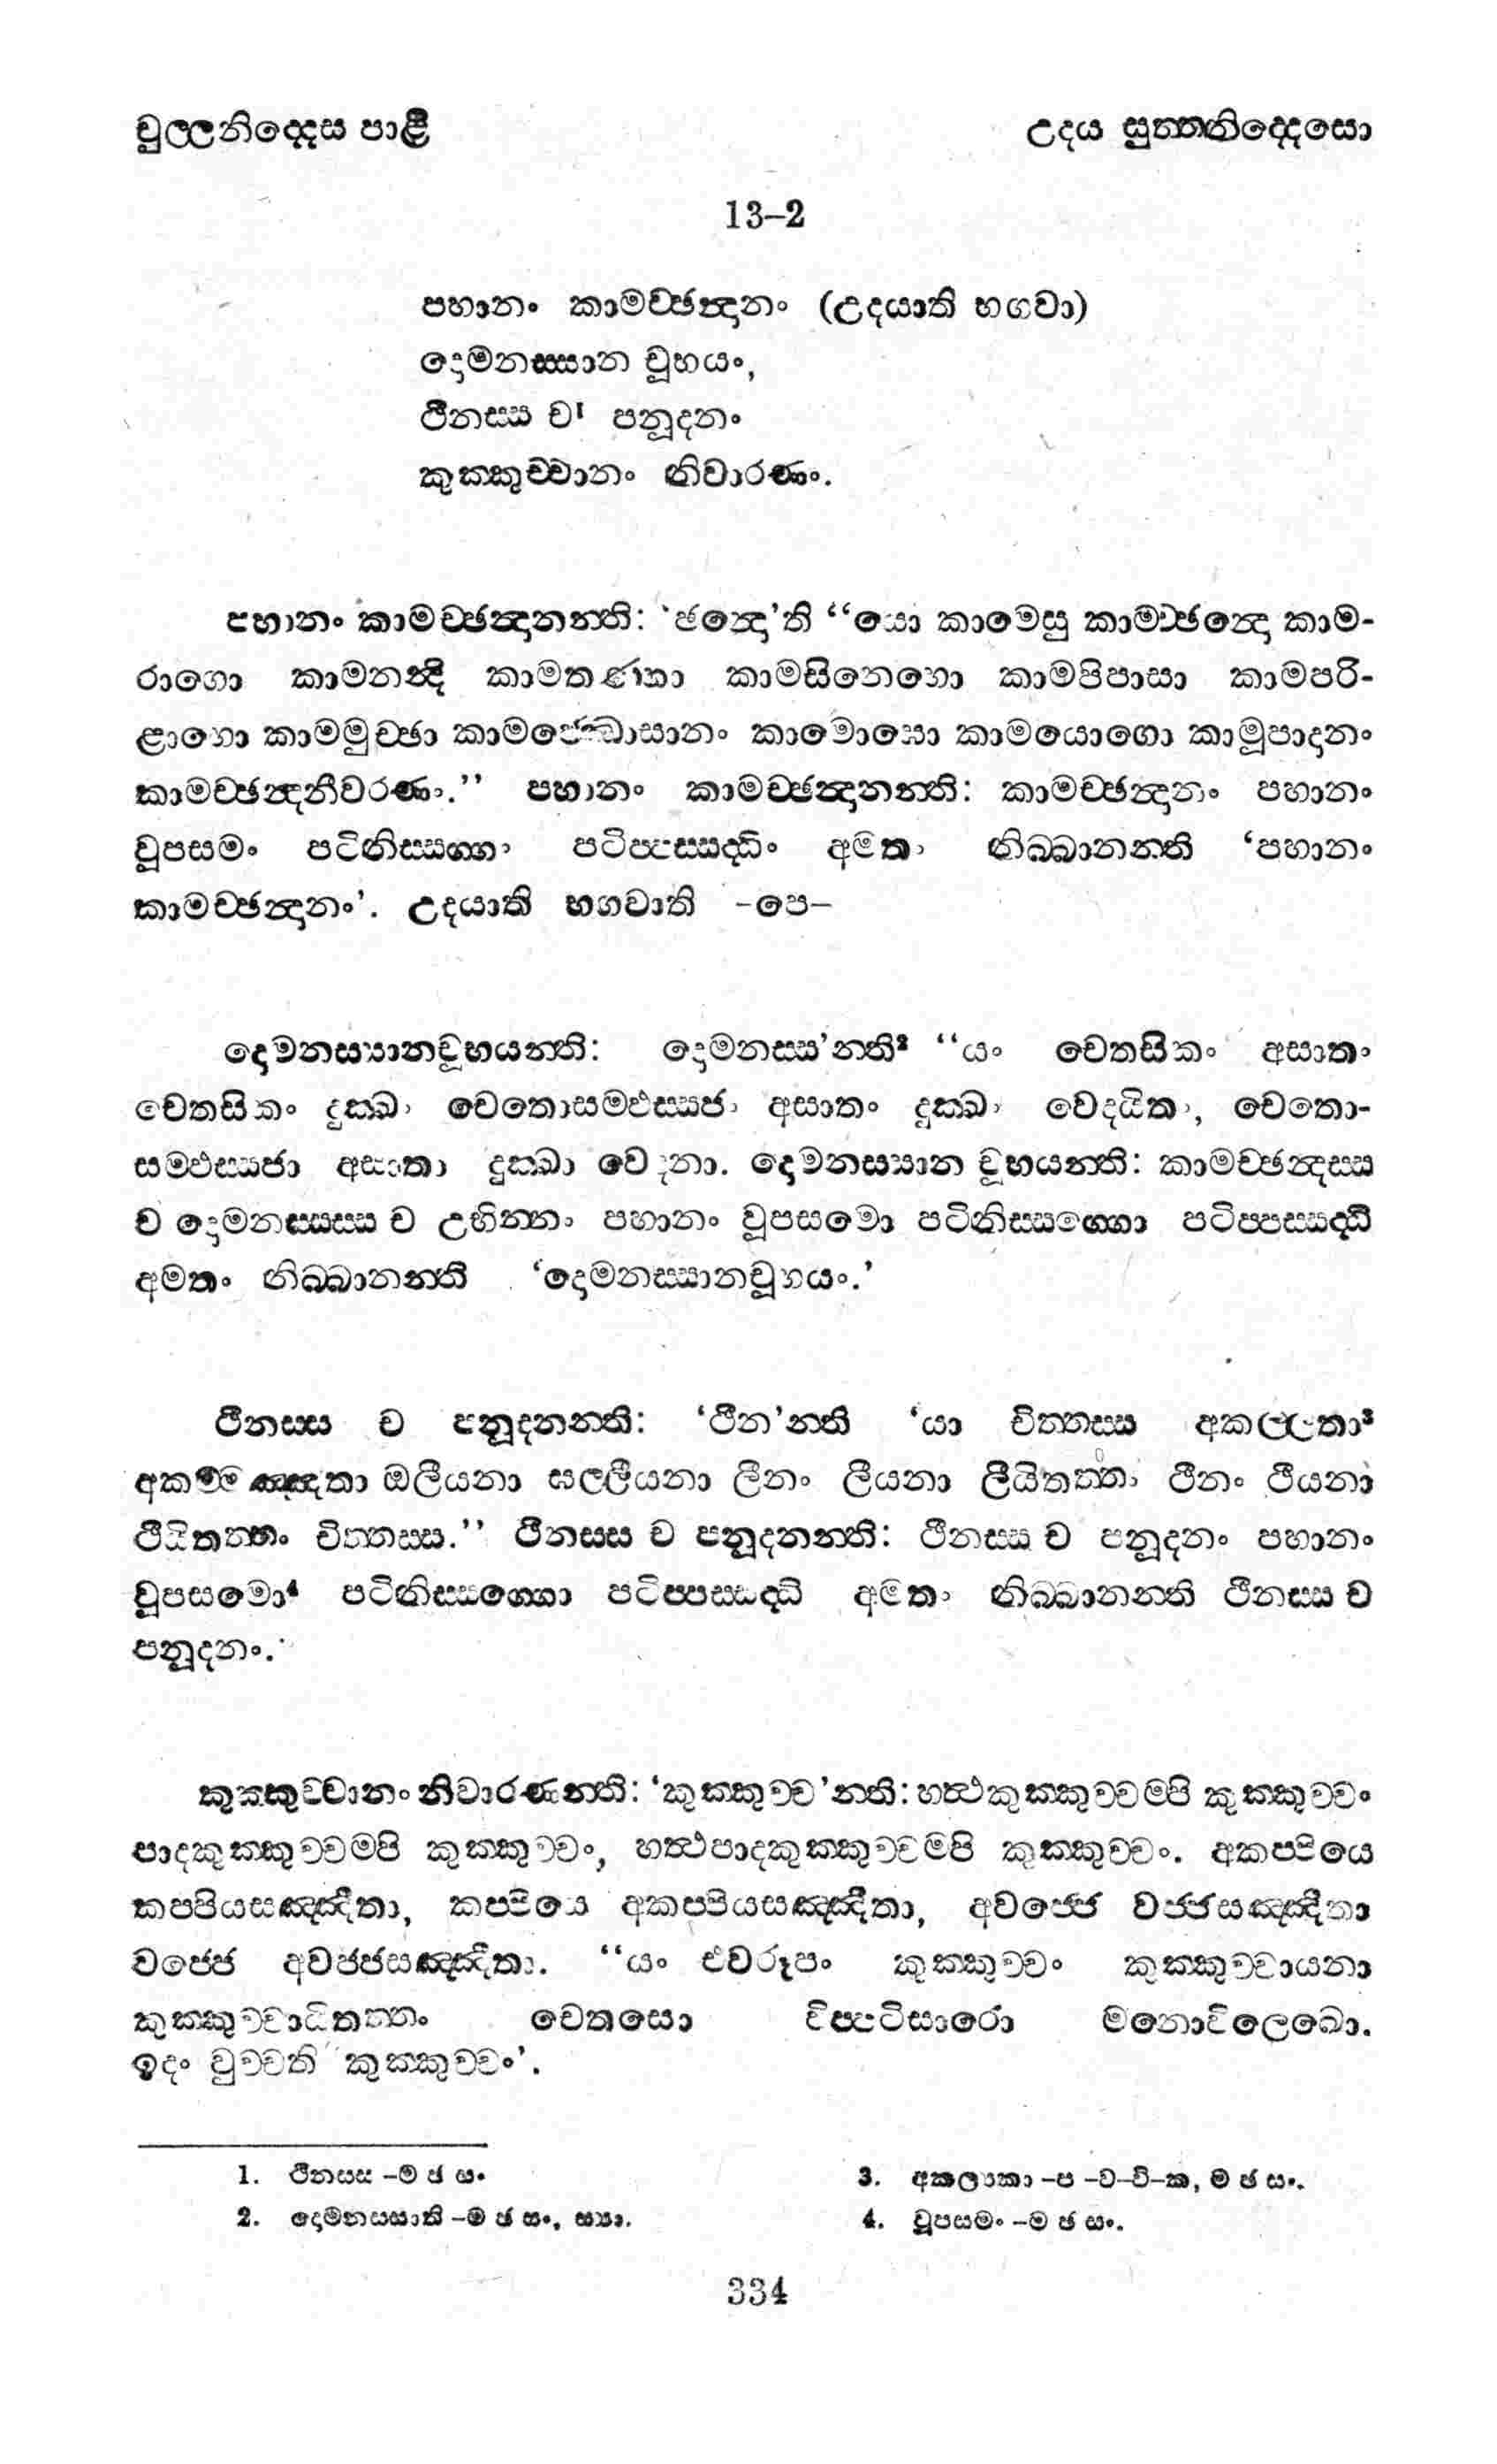 චුල්ලනිද්දෙස පාළි
උදය සුත්තනිද්දෙසො
13–2
පහානං කාමච්ඡන්දානං (උදයාති භගවා)
දොමනස්සාන චූභයං,
ථීනස්ස ච¹ පනූදනං
කුක්කුච්චානං නිවාරණං.
පහානං කාමච්ඡන්දානන්ති: ‘ඡන්දො’ති “යො කාමෙසු කාමච්ඡන්දො කාම-
රාගො කාමනන්දි කාමතණ්හා කාමසිනෙහො කාමපිපාසා කාමපරි-
ළාහො කාමමුච්ඡා කාමජ්ඣොසානං කාමොඝො කාමයොගො කාමූපාදානං
කාමච්ඡන්දනීවරණං.” පහානං කාමච්ඡන්දානන්ති: කාමච්ඡන්දානං පහානං
වූපසමං පටිනිස්සග්ගං පටිප්පස්සද්ධිං අමතං නිබ්බානන්ති ‘පහානං
කාමච්ඡන්දානං’. උදයාති භගවාති –පෙ–
දොමනස්සානචූභයන්ති: දොමනස්ස’න්ති² “යං චෙතසිකං අසාතං
චෙතසිකං දුක්ඛං චෙතොසම්ඵස්සජං අසාතං දුක්ඛං වෙදයිතං, චෙතො-
සම්ඵස්සජා අසාතා දුක්ඛා වෙදනා. දොමනස්සාන චූභයන්ති: කාමච්ඡන්දස්ස
ච දොමනස්සස්ස ච උභින්නං පහානං වූපසමො පටිනිස්සග්ගො පටිප්පස්සද්ධි
අමතං නිබ්බානන්ති ‘දොමනස්සානචූභයං.’
ථීනස්ස ච පනූදනන්ති: ‘ථීන’න්ති ‘යා චිත්තස්ස අකල්ලතා³
අකම්මඤ්ඤතා ඔලීයනා සල්ලීයනා ලීනං ලීයනා ලීයිතත්තං ථීනං ථීයනා
ථීයිතත්තං චිත්තස්ස.” ථීනස්ස ච පනූදනන්ති: ථීනස්ස ච පනූදනං පහානං
වූපසමො⁴ පටිනිස්සග්ගො පටිප්පස්සද්ධි අමතං නිබ්බානන්ති ථීනස්ස ච
පනූදනං.’
කුක්කුච්චානං නිවාරණන්ති: ‘කුක්කුච්ච’න්ති: හත්ථකුක්කුච්චම්පි කුක්කුච්චං
පාදකුක්කුච්චම්පි කුක්කුච්චං, හත්ථපාදකුක්කුච්චම්පි කුක්කුච්චං. අකප්පියෙ
කප්පියසඤ්ඤිතා, කප්පියෙ අකප්පියසඤ්ඤිතා, අවජ්ජෙ වජ්ජසඤ්ඤිතා
වජ්ජෙ අවජ්ජසඤ්ඤිතා. “යං එවරූපං කුක්කුච්චං කුක්කුච්චායනා
කුක්කුච්චායිතත්තං චෙතසො විප්පටිසාරො මනොවිලෙඛො.
ඉදං වුච්චති ‘කුක්කුච්චං’.
1. ථීනස්ස –ම ඡ සං
2. දොමනස්සාති –ම ඡ සං, ස්යා.
3. අකල්යතා –ප –ව–වි–ක, ම ඡ සං.
4. වූපසමං –ම ඡ සං.
334